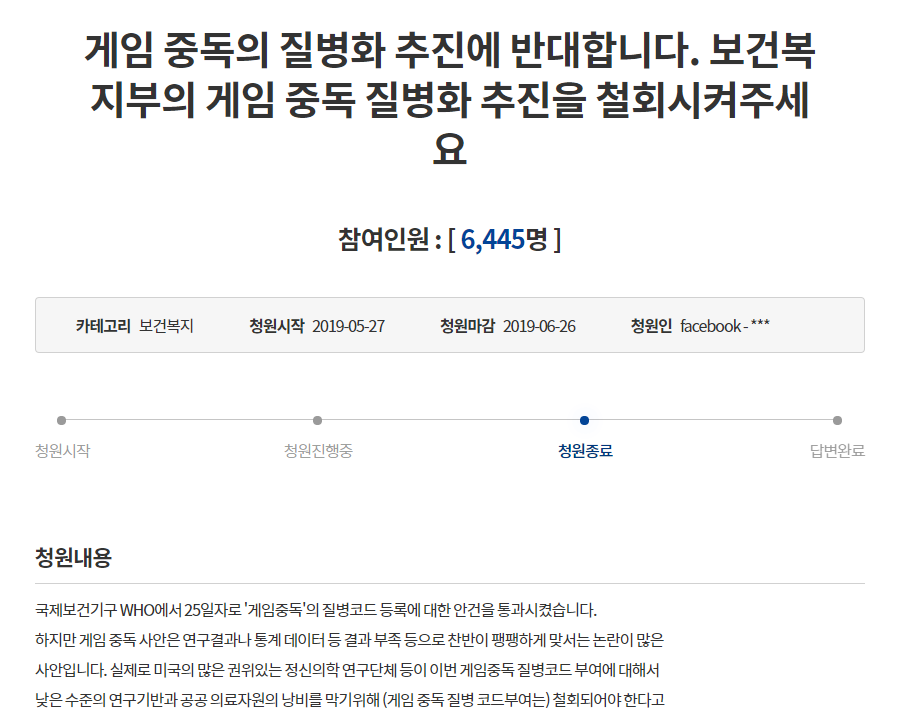 게임 중독의 질병화 추진에 반대합니다. 보건복
지부의 게임 중독 질병화 추진을 철회시켜주세
요
참여인원 : [ 6,445명 ]
카테고리 보건복지 청원시작 2019-05-27 청원마감 2019-06-26 청원인 facebook - ***
청원시작 청원진행중 청원종료 답변완료
청원내용
국제보건기구 WHO에서 25일자로 '게임중독'의 질병코드 등록에 대한 안건을 통과시켰습니다.
하지만 게임 중독 사안은 연구결과나 통계 데이터 등 결과 부족 등으로 찬반이 팽팽하게 맞서는 논란이 많은
사안입니다. 실제로 미국의 많은 권위있는 정신의학 연구단체 등이 이번 게임중독 질병코드 부여에 대해서
낮은 수준의 연구기반과 공공 의료자원의 낭비를 막기위해 (게임 중독 질병 코드부여는) 철회되어야 한다고